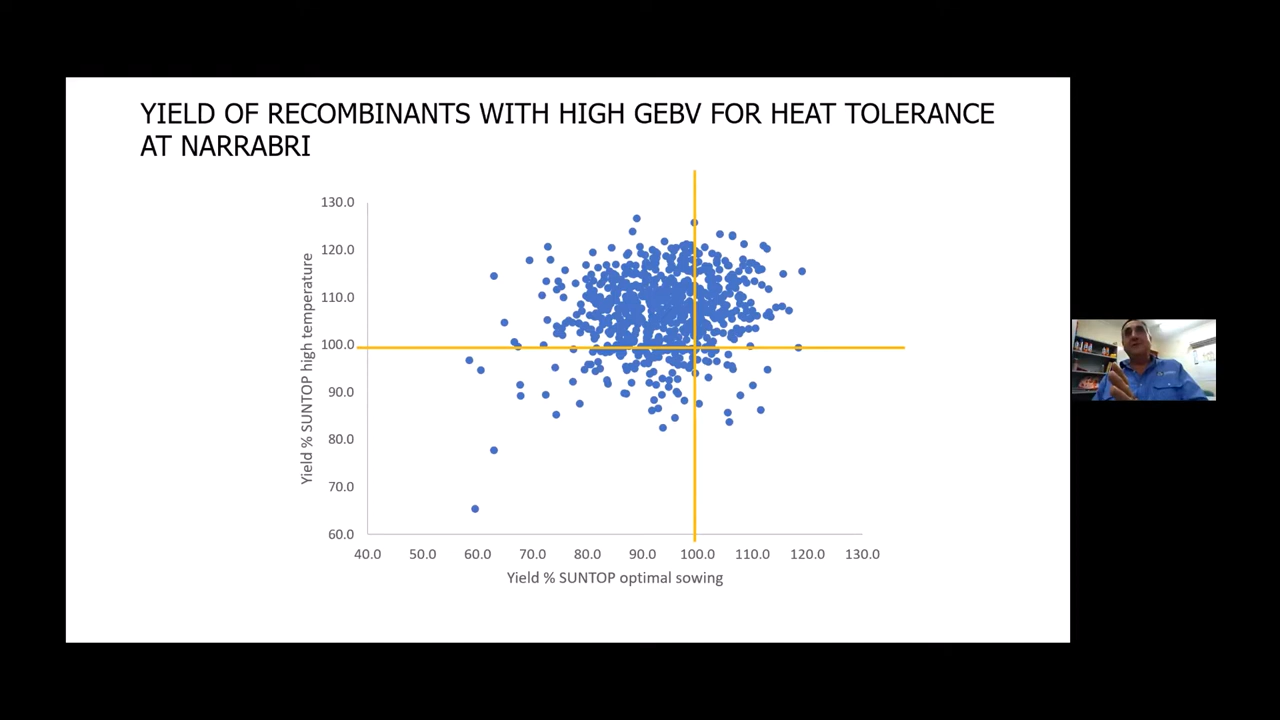 YIELD OF RECOMBINANTS WITH HIGH GEBV FOR HEAT TOLERANCE
AT NARRABRI
Yield % SUNTOP high temperature
130.0
120.0
110.0
100.0
90.0
80.0
70.0
60.0
40.0 50.0 60.0 70.0 80.0 90.0 100.0 110.0 120.0 130.0
Yield % SUNTOP optimal sowing